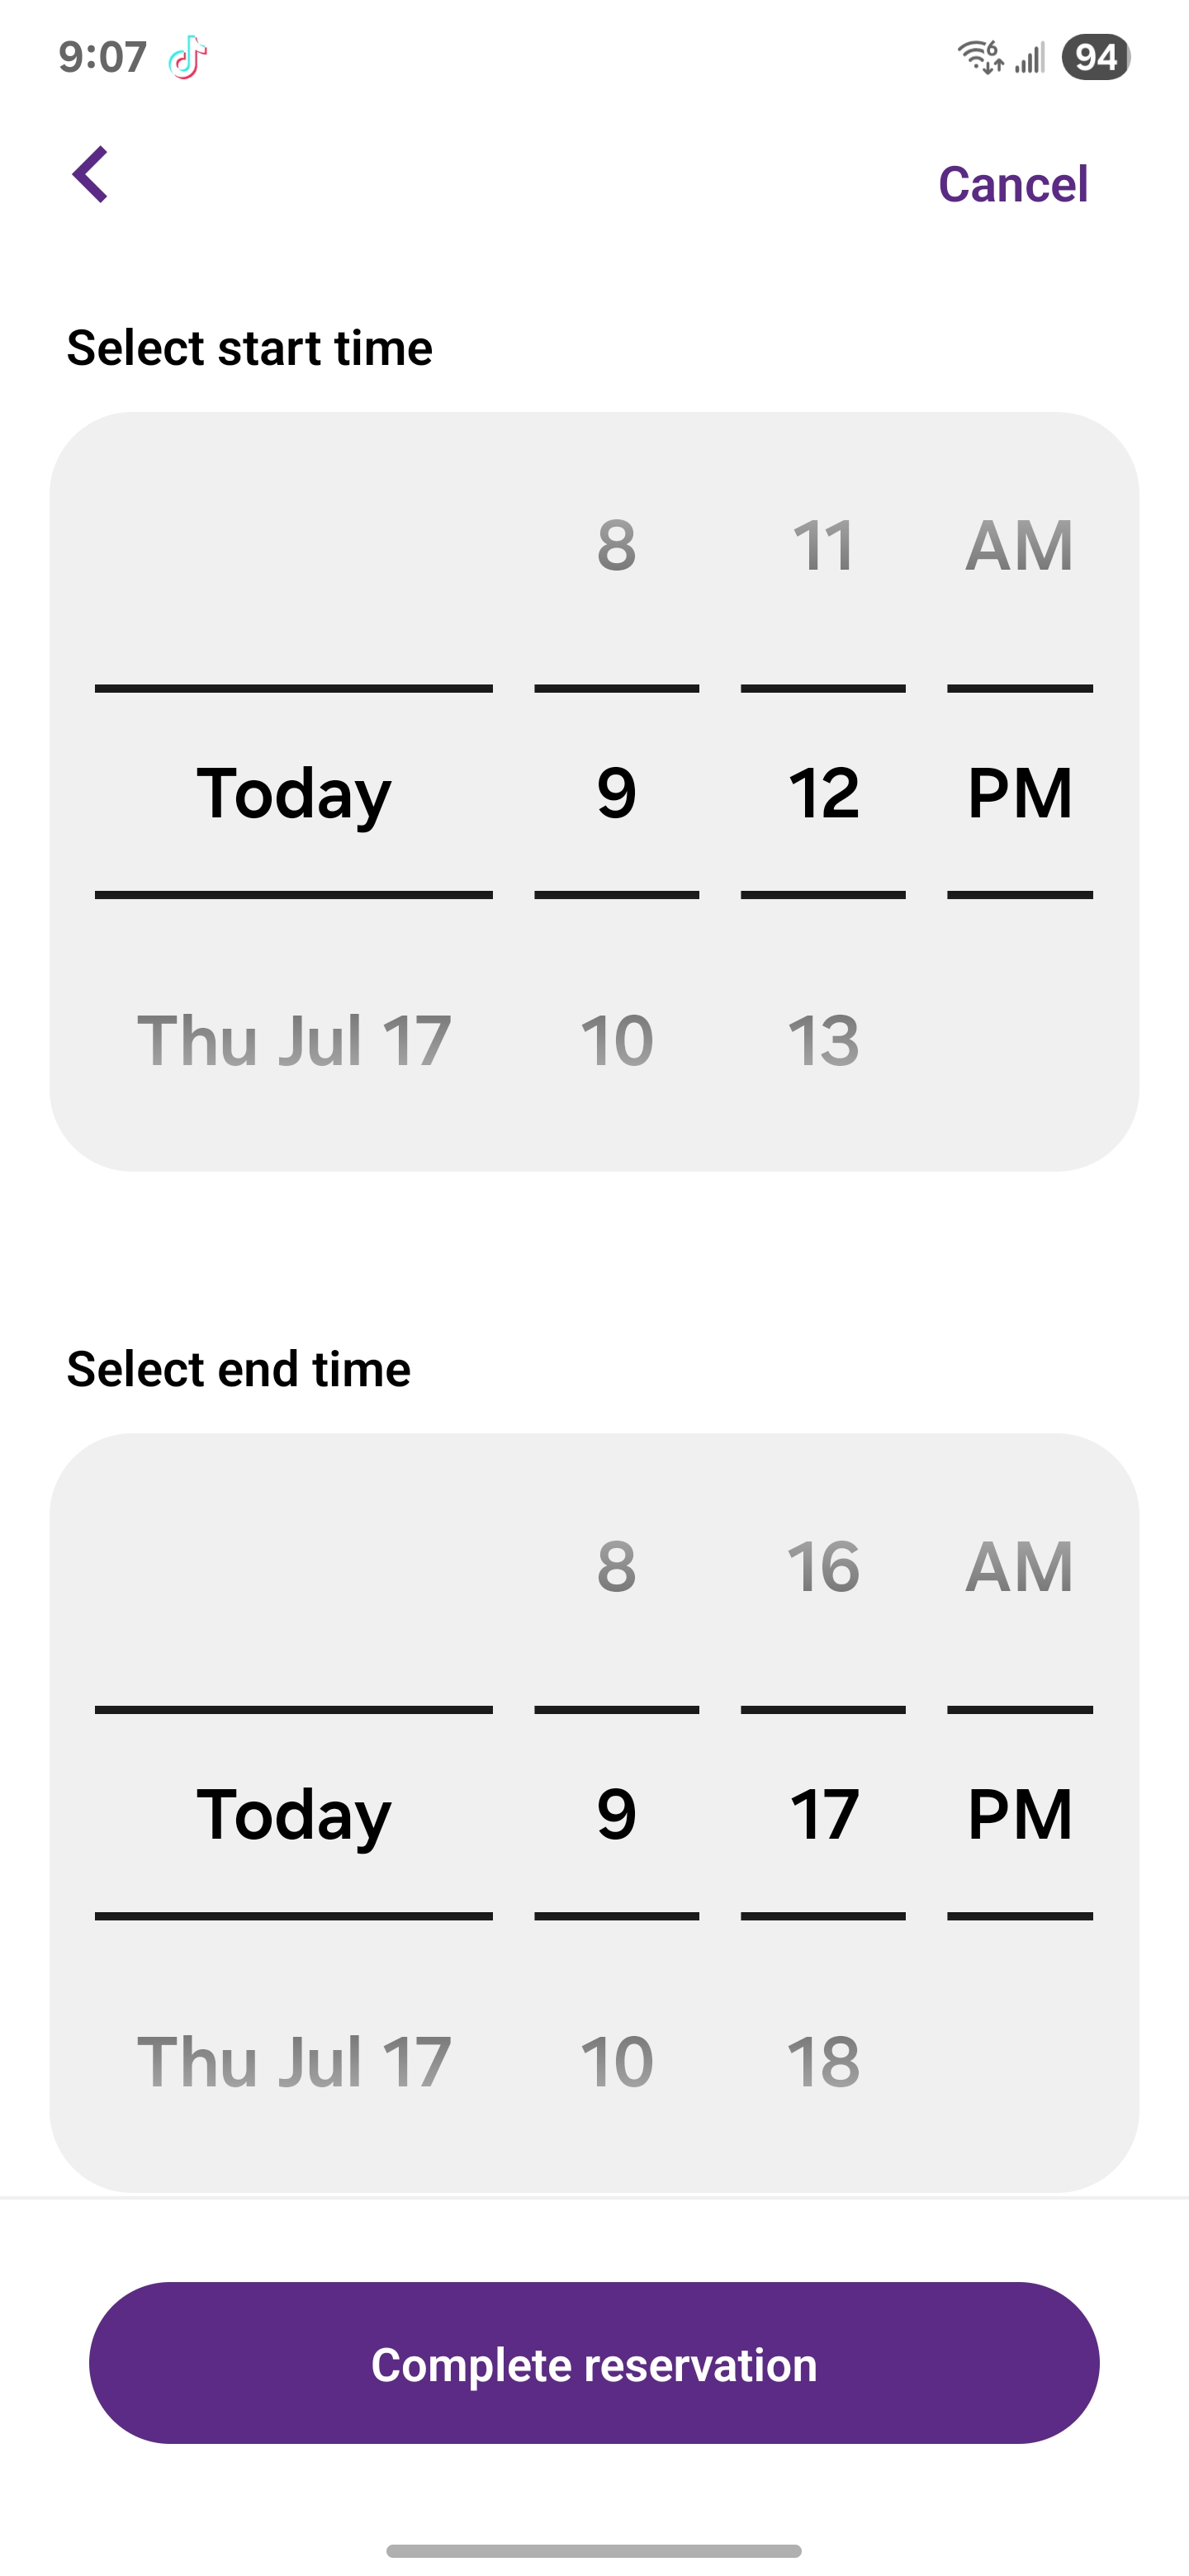 9:07 6 94
Cancel
Select start time
8 11 AM
Today 9 12 PM
Thu Jul 17 10 13
Select end time
8 16 AM
Today 9 17 PM
Thu Jul 17 10 18
Complete reservation